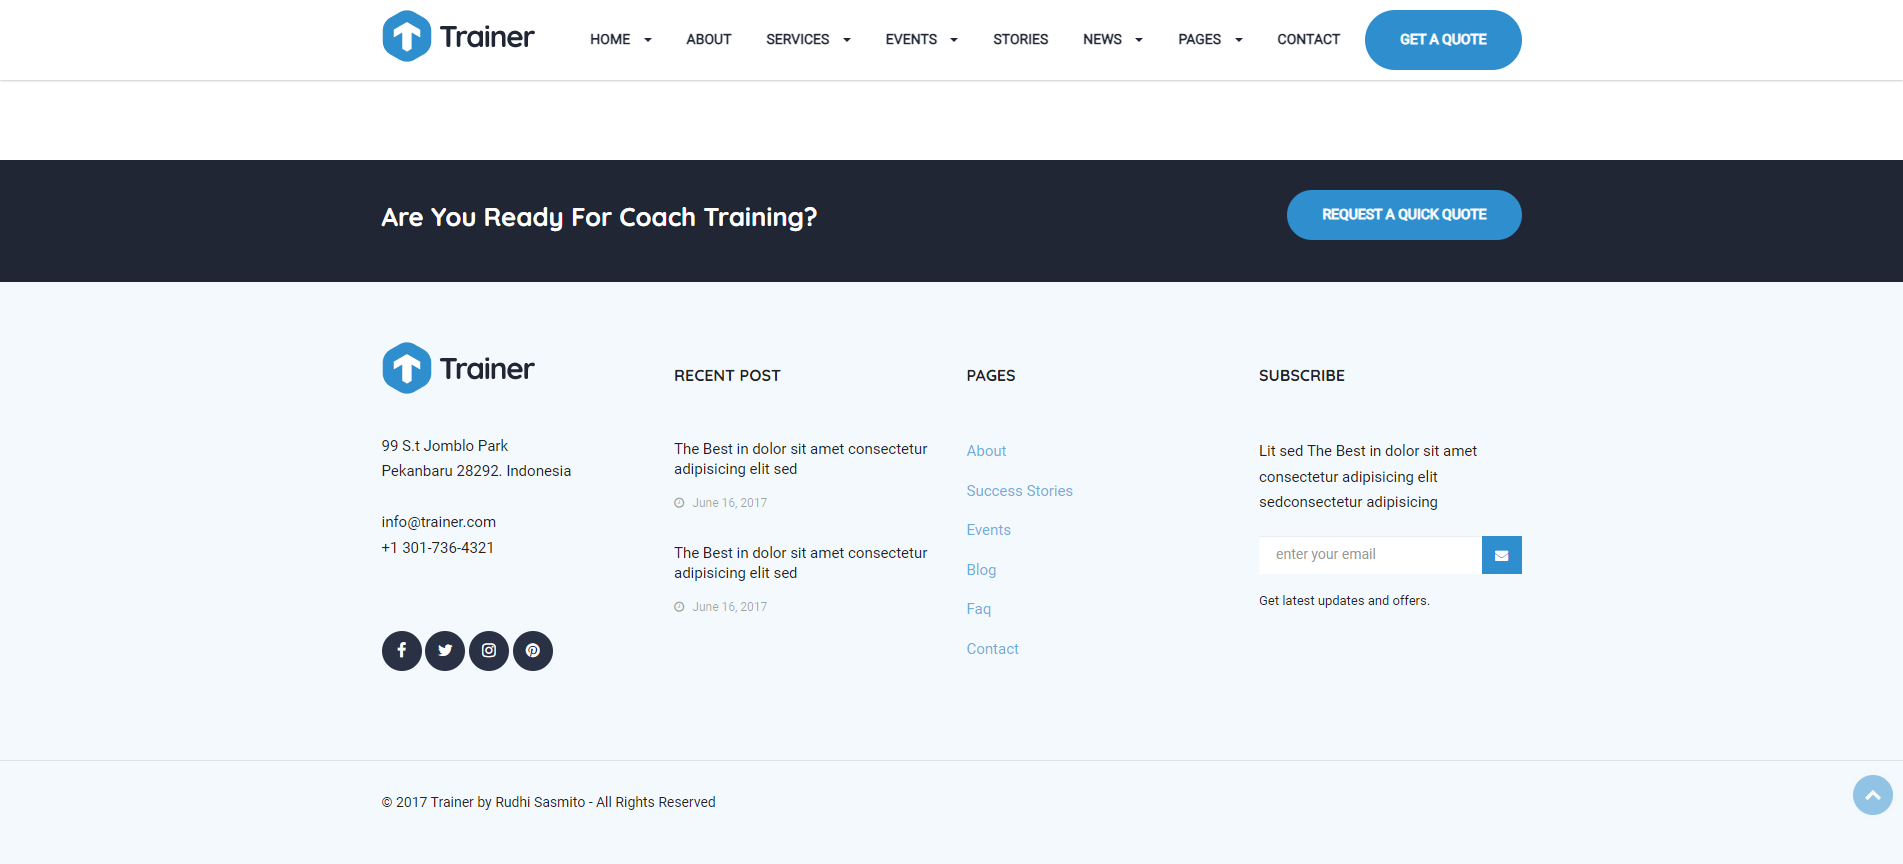 Trainer
HOME
ABOUT
SERVICES
EVENTS
STORIES
NEWS
PAGES
CONTACT
GET A QUOTE
Are You Ready For Coach Training?
REQUEST A QUICK QUOTE
Trainer
99 S.t Jomblo Park
Pekanbaru 28292. Indonesia
info@trainer.com
+1 301-736-4321
RECENT POST
The Best in dolor sit amet consectetur
adipisicing elit sed
June 16, 2017
The Best in dolor sit amet consectetur
adipisicing elit sed
June 16, 2017
PAGES
About
Success Stories
Events
Blog
Faq
Contact
SUBSCRIBE
Lit sed The Best in dolor sit amet
consectetur adipisicing elit
sedconsectetur adipisicing
enter your email
Get latest updates and offers.
© 2017 Trainer by Rudhi Sasmito - All Rights Reserved